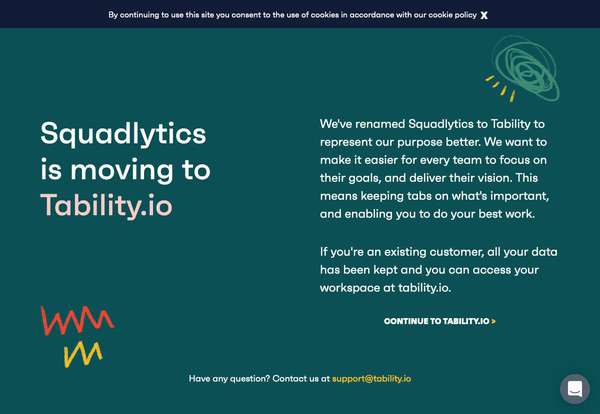 By continuing to use this site you consent to the use of cookies in accordance with our cookie policy X
Squadlytics
is moving to
Tability.io
We've renamed Squadlytics to Tability to
represent our purpose better. We want to
make it easier for every team to focus on
their goals, and deliver their vision. This
means keeping tabs on what's important,
and enabling you to do your best work.
If you're an existing customer, all your data
has been kept and you can access your
workspace at tability.io.
CONTINUE TO TABILITY.IO >
Have any question? Contact us at support@tability.io